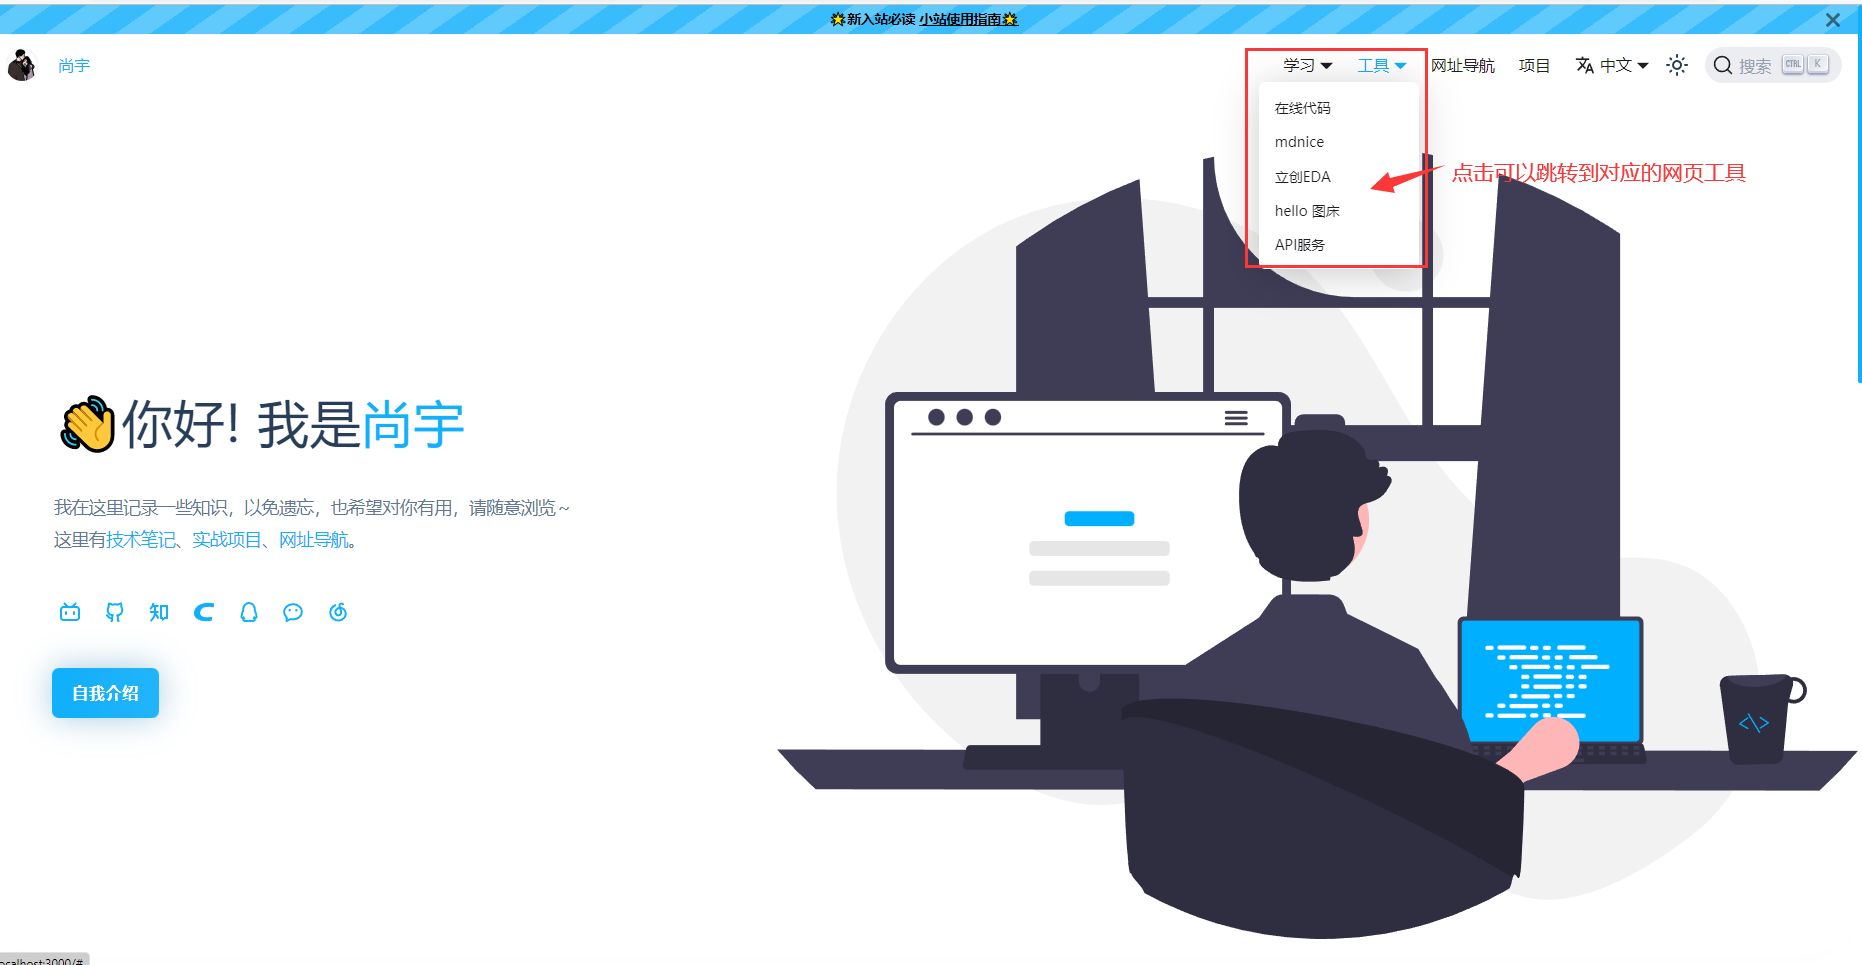 🌟新入站必读 小站使用指南🌟
尚宇
学习 工具 网址导航 项目 中文 搜索 CTRL K
在线代码
mdnice
立创EDA
hello 图床
API服务
点击可以跳转到对应的网页工具
👋你好! 我是尚宇
我在这里记录一些知识，以免遗忘，也希望对你有用，请随意浏览~
这里有技术笔记、实战项目、网址导航。
知
自我介绍
<\>
ocalhost:3000/#